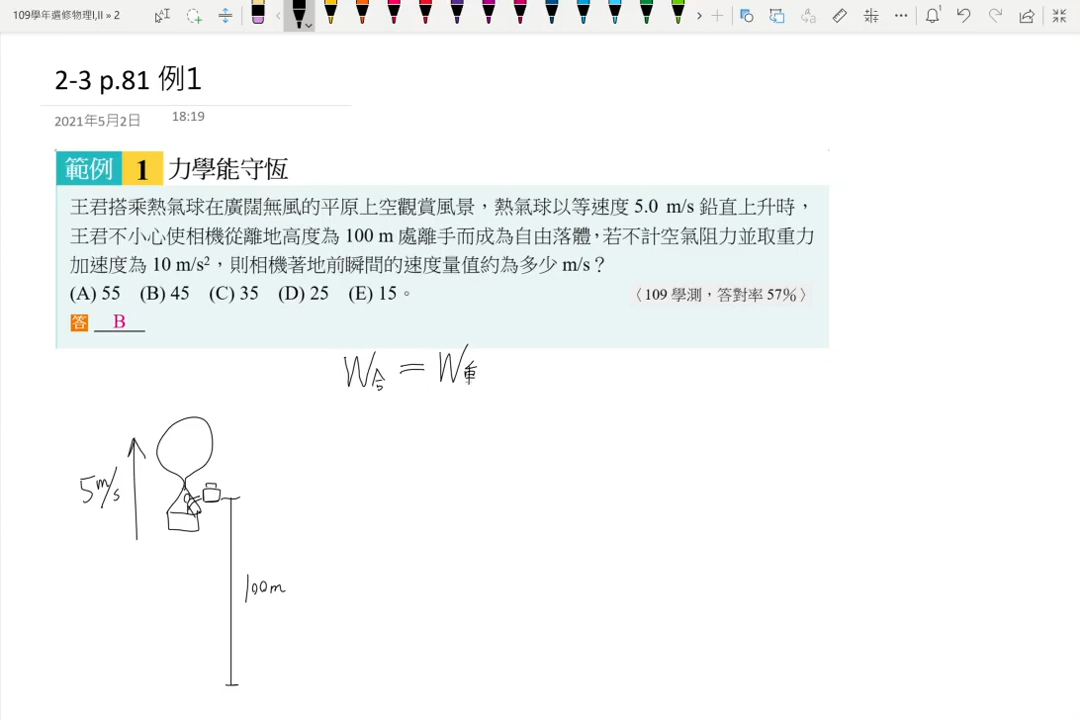 109學年選修物理I,II » 2
2-3 p.81 例1
2021年5月2日 18:19
範例 1 力學能守恆
王君搭乘熱氣球在廣闊無風的平原上空觀賞風景，熱氣球以等速度 5.0 m/s 鉛直上升時，
王君不小心使相機從離地高度為 100 m 處離手而成為自由落體，若不計空氣阻力並取重力
加速度為 10 m/s²，則相機著地前瞬間的速度量值約為多少 m/s？
(A) 55 (B) 45 (C) 35 (D) 25 (E) 15。 〈109 學測，答對率 57%〉
答 B
W合 = W重
5 m/s
100m